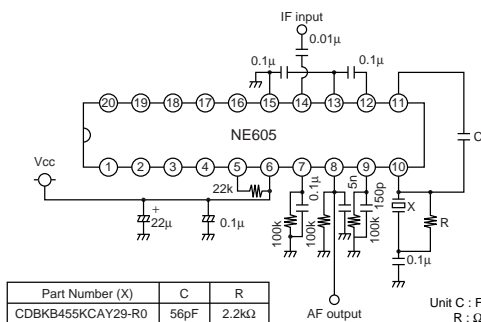 IF input
0.01μ
0.1μ
0.1μ
20 19 18 17 16 15 14 13 12 11
NE605
C
Vcc
1 2 3 4 5 6 7 8 9 10
22k
+
22μ
0.1μ
100k
0.1μ
100k
5n
100k
150p
X
R
0.1μ
Part Number (X) C R
CDBKB455KCAY29-R0 56pF 2.2kΩ
AF output
Unit C : F
R : Ω